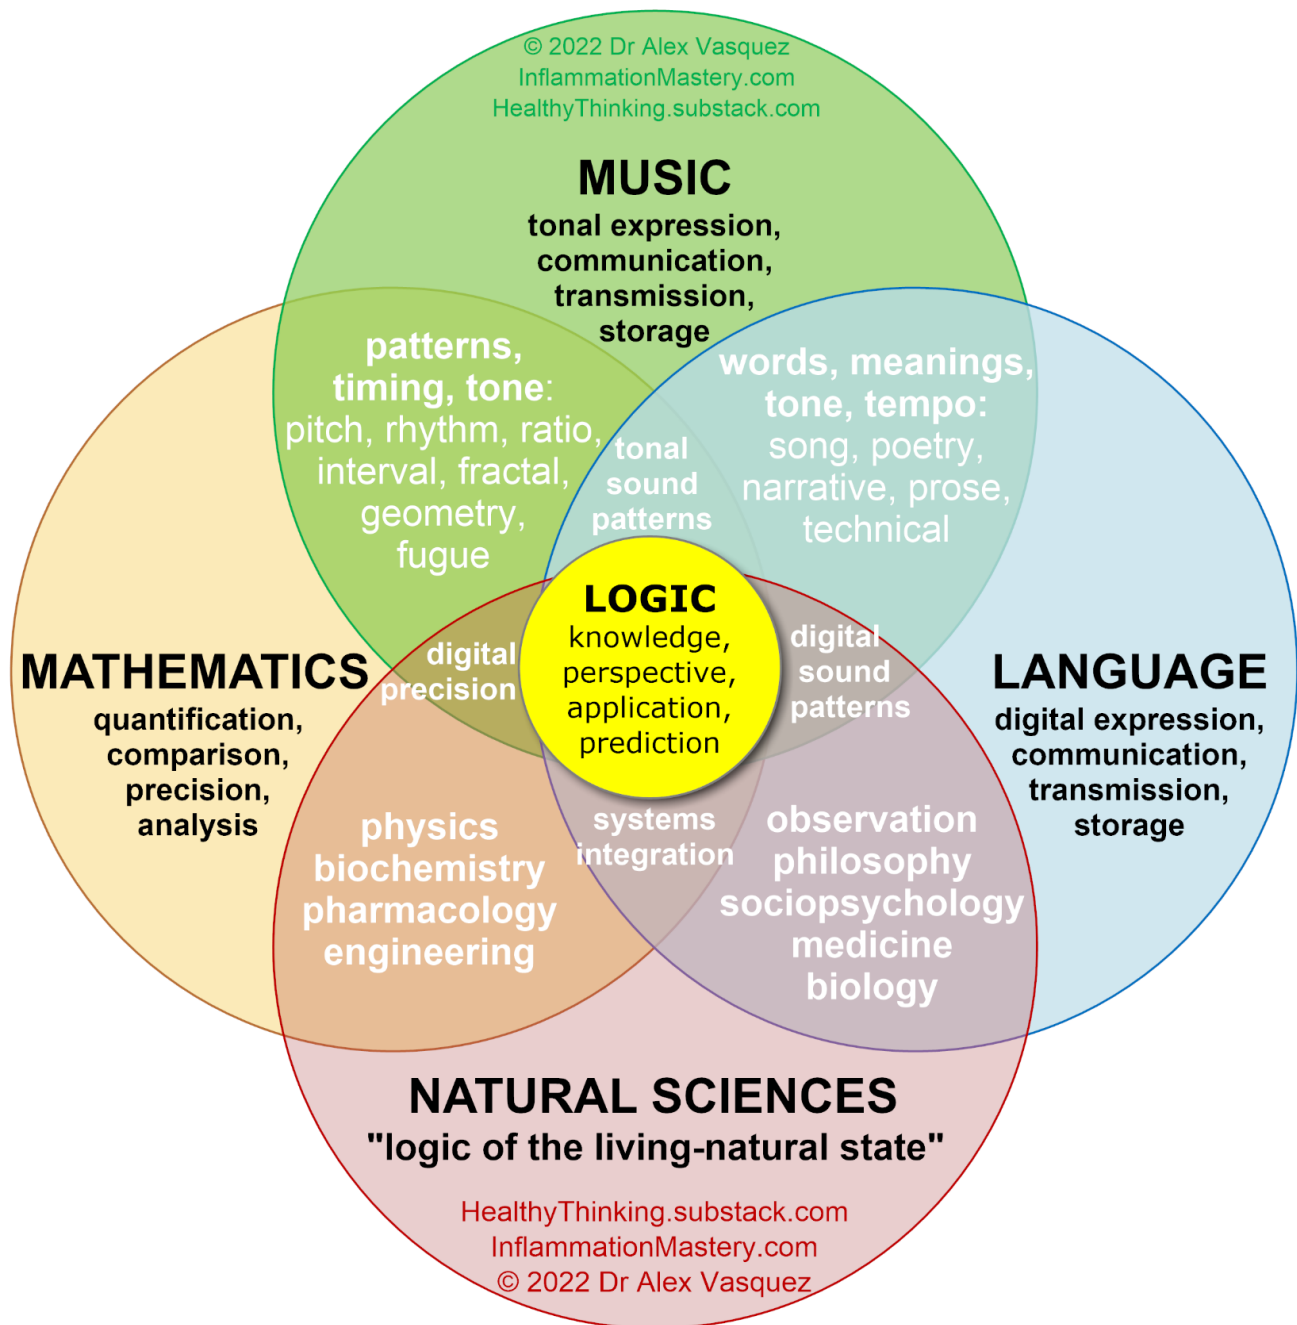 © 2022 Dr Alex Vasquez
InflammationMastery.com
HealthyThinking.substack.com
MUSIC
tonal expression,
communication,
transmission,
storage
patterns,
timing, tone:
pitch, rhythm, ratio,
interval, fractal,
geometry,
fugue
tonal
sound
patterns
words, meanings,
tone, tempo:
song, poetry,
narrative, prose,
technical
MATHEMATICS
quantification,
comparison,
precision,
analysis
digital
precision
LOGIC
knowledge,
perspective,
application,
prediction
digital
sound
patterns
LANGUAGE
digital expression,
communication,
transmission,
storage
physics
biochemistry
pharmacology
engineering
systems
integration
observation
philosophy
sociopsychology
medicine
biology
NATURAL SCIENCES
"logic of the living-natural state"
HealthyThinking.substack.com
InflammationMastery.com
© 2022 Dr Alex Vasquez